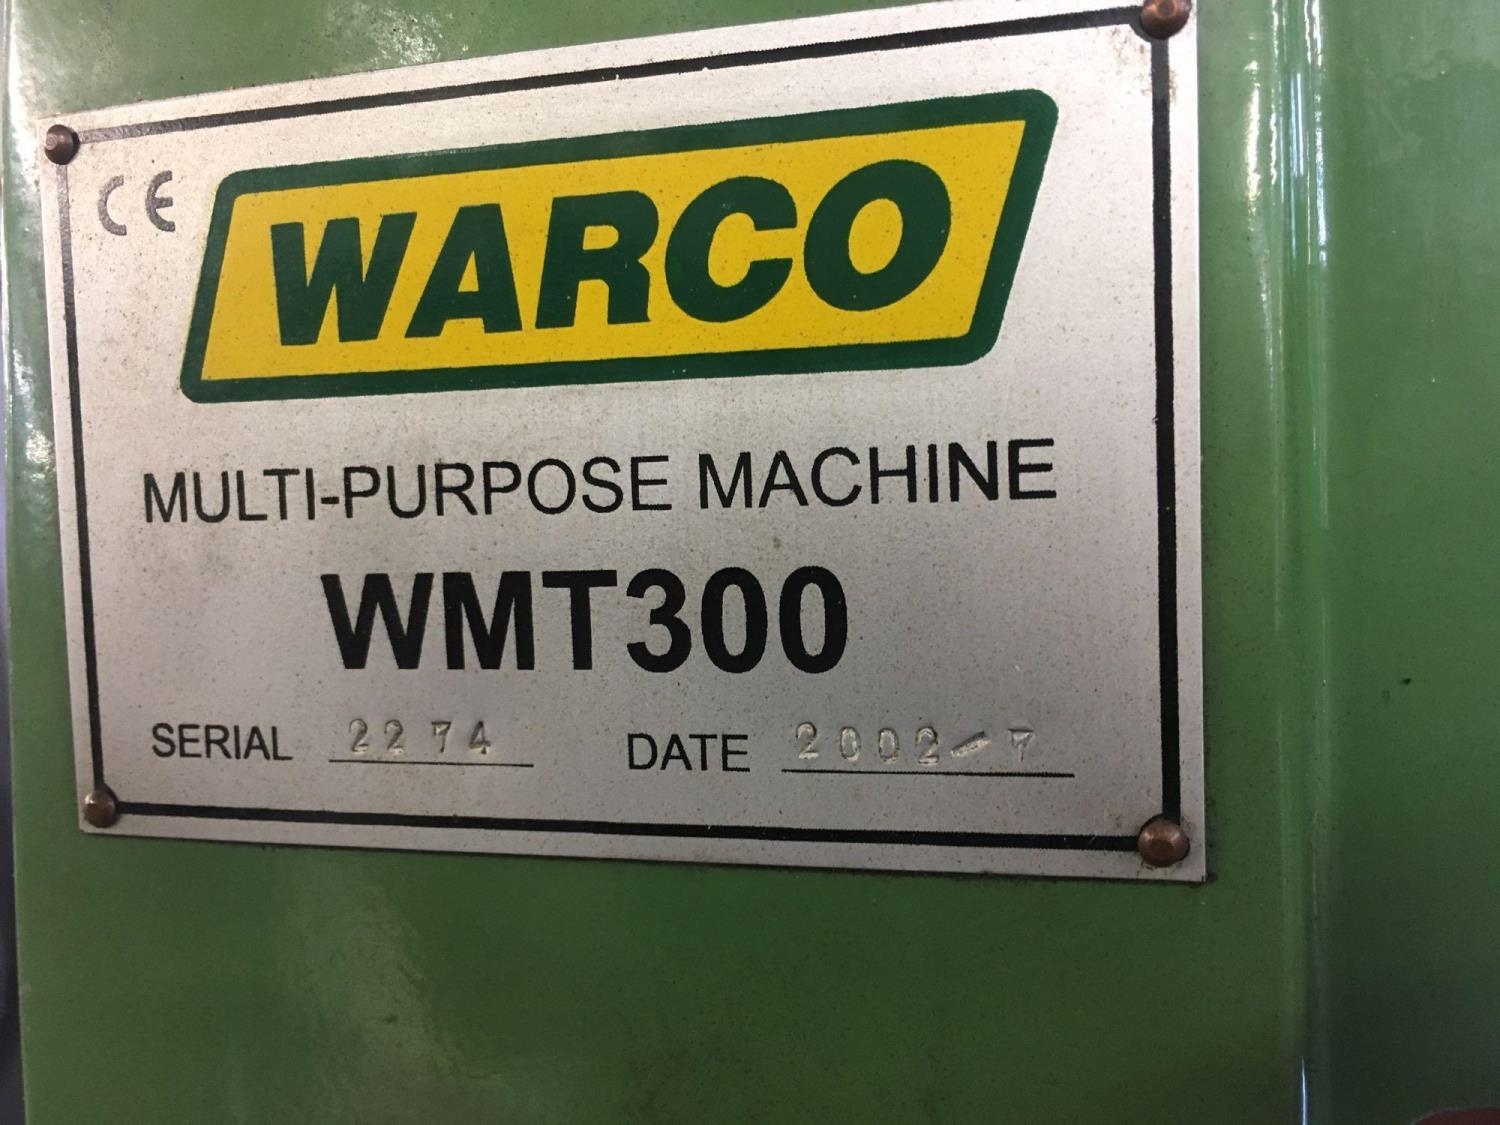 CE
WARCO
MULTI-PURPOSE MACHINE
WMT300
SERIAL 2274 DATE 2002-7